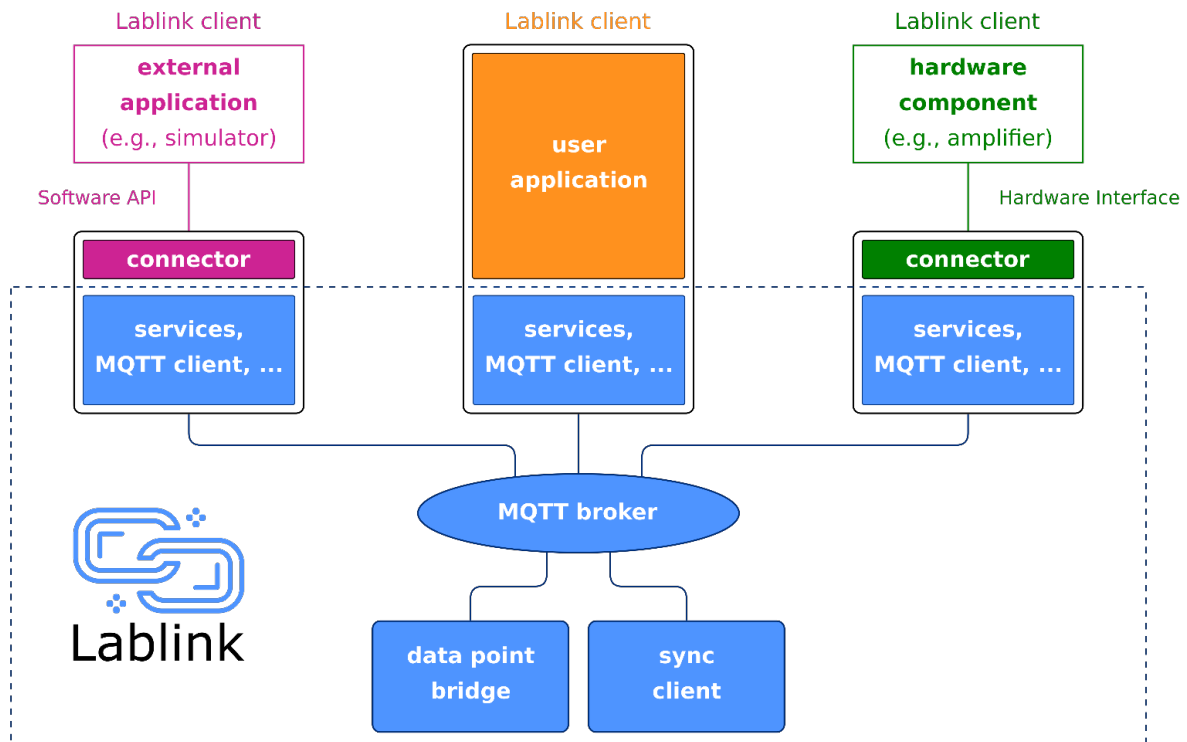 Lablink client
Lablink client
Lablink client
external
application
(e.g., simulator)
user
application
hardware
component
(e.g., amplifier)
Software API
Hardware Interface
connector
connector
services,
MQTT client, ...
services,
MQTT client, ...
services,
MQTT client, ...
MQTT broker
Lablink
data point
bridge
sync
client